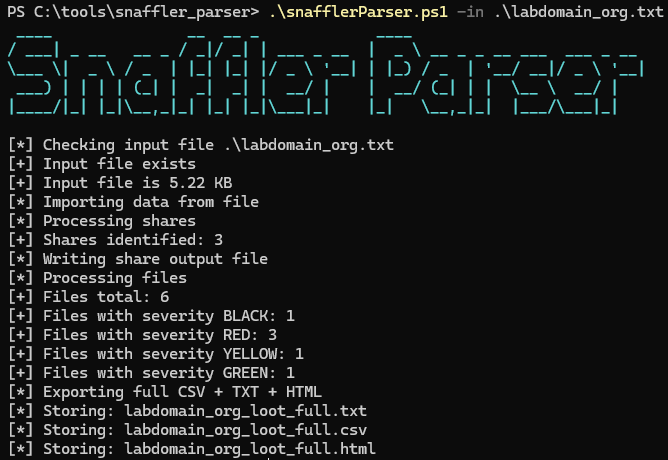 PS C:\tools\snaffler_parser> .\snafflerParser.ps1 -in .\labdomain_org.txt
Snaffler Parser
[*] Checking input file .\labdomain_org.txt
[+] Input file exists
[+] Input file is 5.22 KB
[*] Importing data from file
[*] Processing shares
[+] Shares identified: 3
[*] Writing share output file
[*] Processing files
[+] Files total: 6
[+] Files with severity BLACK: 1
[+] Files with severity RED: 3
[+] Files with severity YELLOW: 1
[+] Files with severity GREEN: 1
[*] Exporting full CSV + TXT + HTML
[*] Storing: labdomain_org_loot_full.txt
[*] Storing: labdomain_org_loot_full.csv
[*] Storing: labdomain_org_loot_full.html